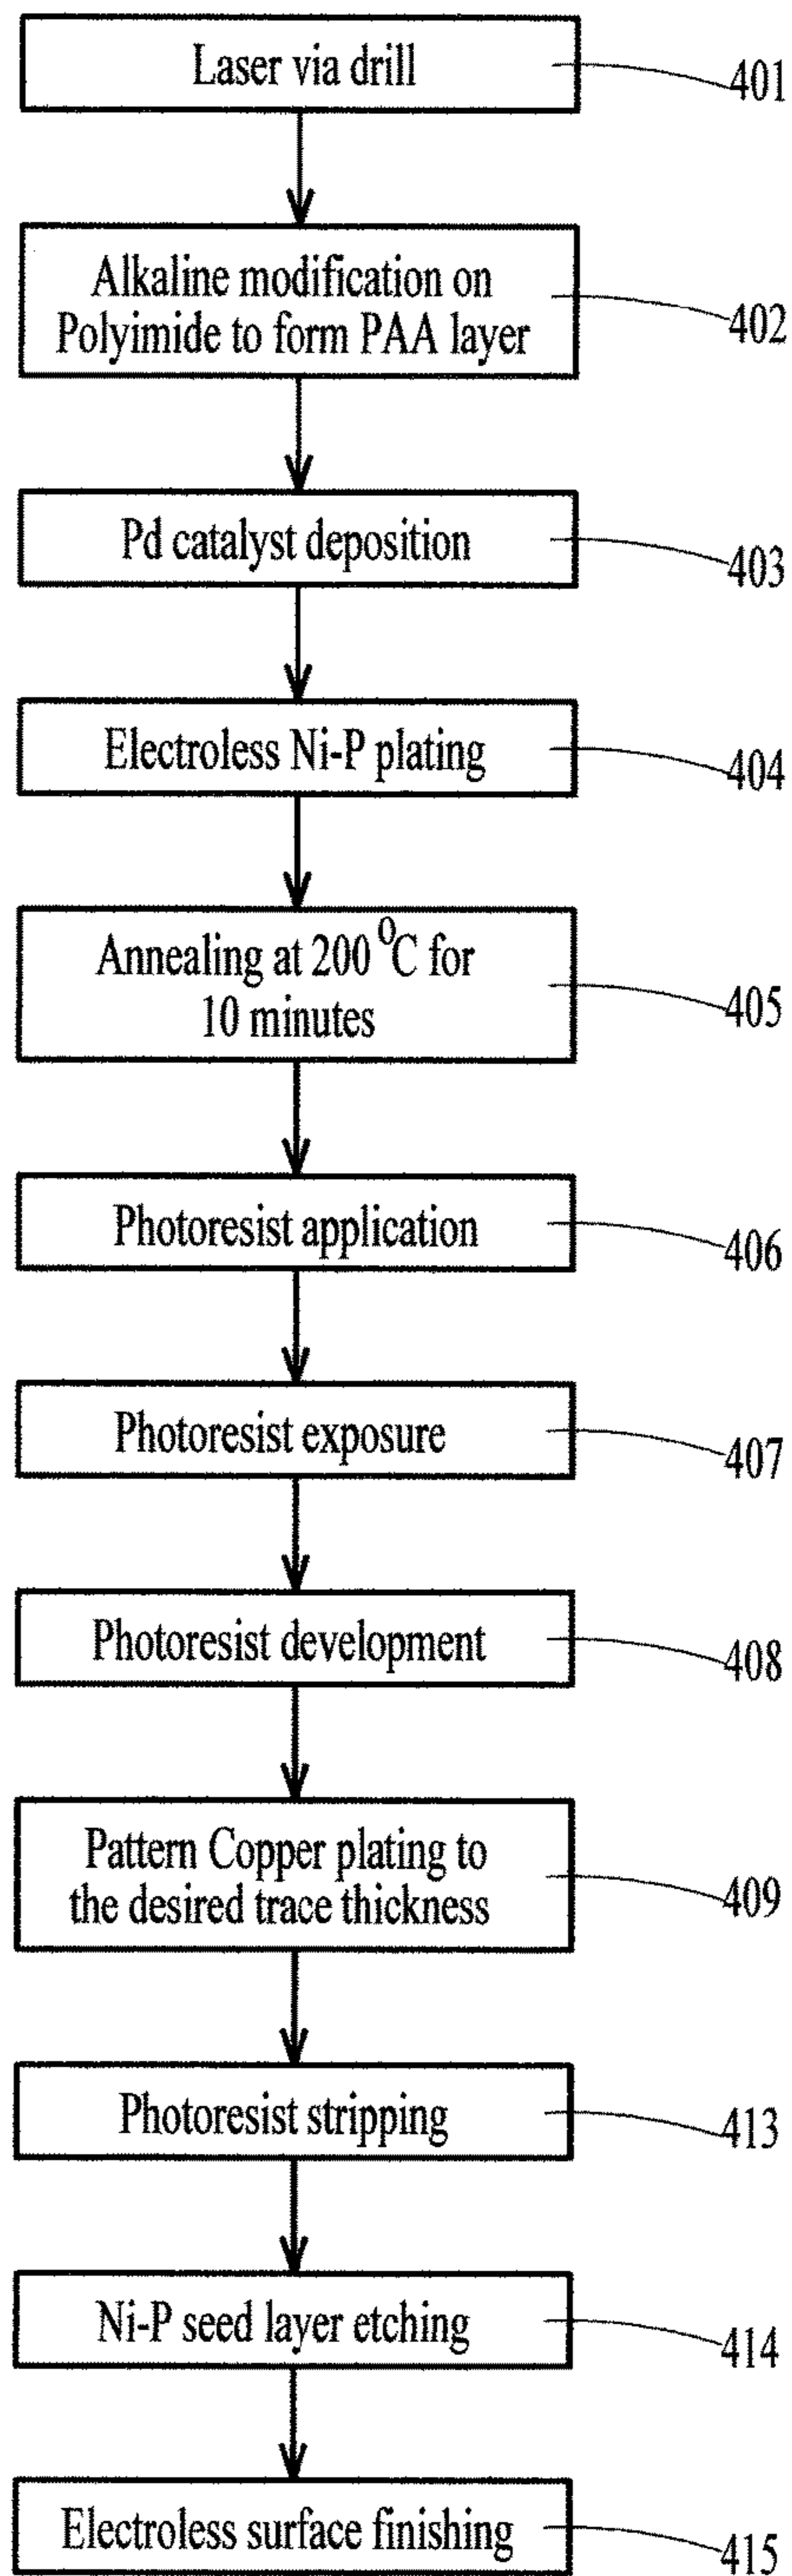 Laser via drill
401
Alkaline modification on
Polyimide to form PAA layer
402
Pd catalyst deposition
403
Electroless Ni-P plating
404
Annealing at 200 °C for
10 minutes
405
Photoresist application
406
Photoresist exposure
407
Photoresist development
408
Pattern Copper plating to
the desired trace thickness
409
Photoresist stripping
413
Ni-P seed layer etching
414
Electroless surface finishing
415